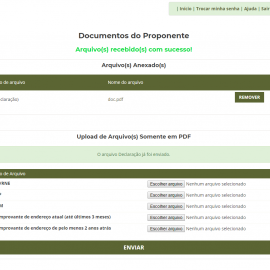 | Início | Trocar minha senha | Ajuda | Sair
Documentos do Proponente
Arquivo(s) recebido(s) com sucesso!
Arquivo(s) Anexado(s)
de arquivo Nome do arquivo
doc.pdf REMOVER
Upload de Arquivo(s) Somente em PDF
O arquivo Declaração já foi enviado.
de Arquivo
Escolher arquivo Nenhum arquivo selecionado
Escolher arquivo Nenhum arquivo selecionado
Escolher arquivo Nenhum arquivo selecionado
mprovante de endereço atual (até últimos 3 meses) Escolher arquivo Nenhum arquivo selecionado
mprovante de endereço de pelo menos 2 anos atrás Escolher arquivo Nenhum arquivo selecionado
ENVIAR